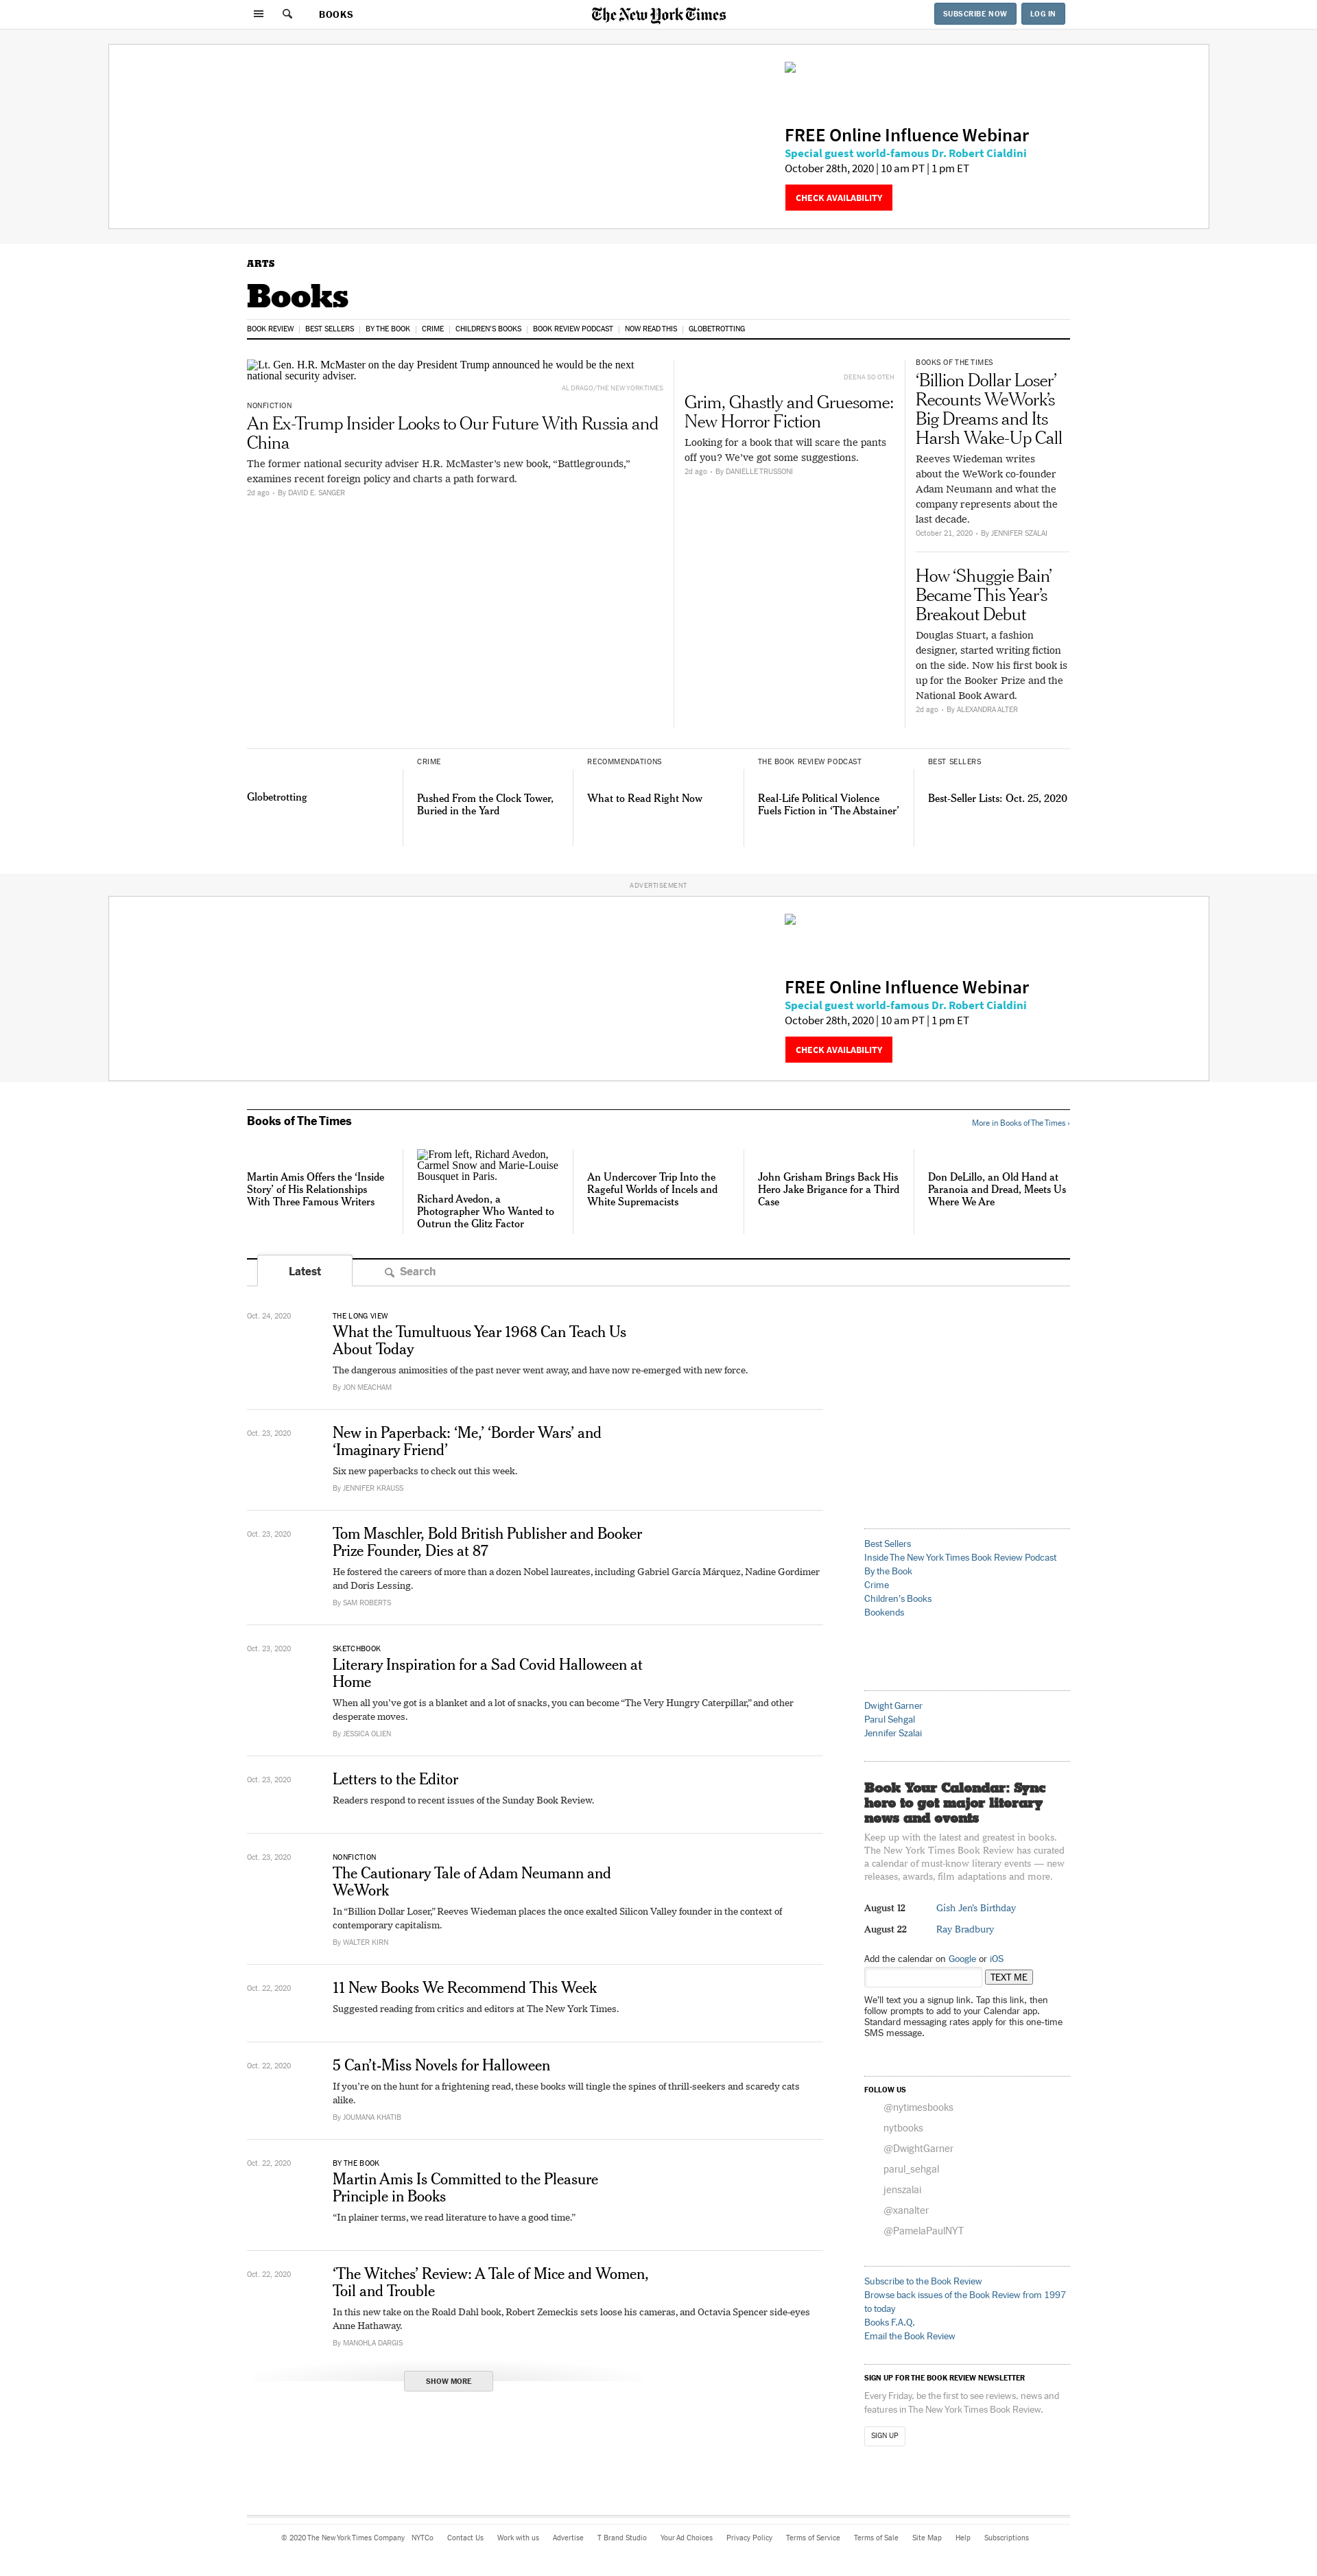 BOOKS
The New York Times
SUBSCRIBE NOW
LOG IN
FREE Online Influence Webinar
Special guest world-famous Dr. Robert Cialdini
October 28th, 2020 | 10 am PT | 1 pm ET
CHECK AVAILABILITY
ARTS
Books
BOOK REVIEW | BEST SELLERS | BY THE BOOK | CRIME | CHILDREN'S BOOKS | BOOK REVIEW PODCAST | NOW READ THIS | GLOBETROTTING
Lt. Gen. H.R. McMaster on the day President Trump announced he would be the next
national security adviser.
AL DRAGO/THE NEW YORK TIMES
NONFICTION
An Ex-Trump Insider Looks to Our Future With Russia and
China
The former national security adviser H.R. McMaster’s new book, “Battlegrounds,”
examines recent foreign policy and charts a path forward.
2d ago • By DAVID E. SANGER
DEENA SO OTEH
Grim, Ghastly and Gruesome:
New Horror Fiction
Looking for a book that will scare the pants
off you? We’ve got some suggestions.
2d ago • By DANIELLE TRUSSONI
BOOKS OF THE TIMES
‘Billion Dollar Loser’
Recounts WeWork’s
Big Dreams and Its
Harsh Wake-Up Call
Reeves Wiedeman writes
about the WeWork co-founder
Adam Neumann and what the
company represents about the
last decade.
October 21, 2020 • By JENNIFER SZALAI
How ‘Shuggie Bain’
Became This Year’s
Breakout Debut
Douglas Stuart, a fashion
designer, started writing fiction
on the side. Now his first book is
up for the Booker Prize and the
National Book Award.
2d ago • By ALEXANDRA ALTER
Globetrotting
CRIME
Pushed From the Clock Tower,
Buried in the Yard
RECOMMENDATIONS
What to Read Right Now
THE BOOK REVIEW PODCAST
Real-Life Political Violence
Fuels Fiction in ‘The Abstainer’
BEST SELLERS
Best-Seller Lists: Oct. 25, 2020
ADVERTISEMENT
FREE Online Influence Webinar
Special guest world-famous Dr. Robert Cialdini
October 28th, 2020 | 10 am PT | 1 pm ET
CHECK AVAILABILITY
Books of The Times
More in Books of The Times ›
Martin Amis Offers the ‘Inside
Story’ of His Relationships
With Three Famous Writers
From left, Richard Avedon,
Carmel Snow and Marie-Louise
Bousquet in Paris.
Richard Avedon, a
Photographer Who Wanted to
Outrun the Glitz Factor
An Undercover Trip Into the
Rageful Worlds of Incels and
White Supremacists
John Grisham Brings Back His
Hero Jake Brigance for a Third
Case
Don DeLillo, an Old Hand at
Paranoia and Dread, Meets Us
Where We Are
Latest
Search
Oct. 24, 2020
THE LONG VIEW
What the Tumultuous Year 1968 Can Teach Us
About Today
The dangerous animosities of the past never went away, and have now re-emerged with new force.
By JON MEACHAM
Oct. 23, 2020
New in Paperback: ‘Me,’ ‘Border Wars’ and
‘Imaginary Friend’
Six new paperbacks to check out this week.
By JENNIFER KRAUSS
Oct. 23, 2020
Tom Maschler, Bold British Publisher and Booker
Prize Founder, Dies at 87
He fostered the careers of more than a dozen Nobel laureates, including Gabriel García Márquez, Nadine Gordimer
and Doris Lessing.
By SAM ROBERTS
Oct. 23, 2020
SKETCHBOOK
Literary Inspiration for a Sad Covid Halloween at
Home
When all you’ve got is a blanket and a lot of snacks, you can become “The Very Hungry Caterpillar,” and other
desperate moves.
By JESSICA OLIEN
Oct. 23, 2020
Letters to the Editor
Readers respond to recent issues of the Sunday Book Review.
Oct. 23, 2020
NONFICTION
The Cautionary Tale of Adam Neumann and
WeWork
In “Billion Dollar Loser,” Reeves Wiedeman places the once exalted Silicon Valley founder in the context of
contemporary capitalism.
By WALTER KIRN
Oct. 22, 2020
11 New Books We Recommend This Week
Suggested reading from critics and editors at The New York Times.
Oct. 22, 2020
5 Can’t-Miss Novels for Halloween
If you’re on the hunt for a frightening read, these books will tingle the spines of thrill-seekers and scaredy cats
alike.
By JOUMANA KHATIB
Oct. 22, 2020
BY THE BOOK
Martin Amis Is Committed to the Pleasure
Principle in Books
“In plainer terms, we read literature to have a good time.”
Oct. 22, 2020
‘The Witches’ Review: A Tale of Mice and Women,
Toil and Trouble
In this new take on the Roald Dahl book, Robert Zemeckis sets loose his cameras, and Octavia Spencer side-eyes
Anne Hathaway.
By MANOHLA DARGIS
SHOW MORE
Best Sellers
Inside The New York Times Book Review Podcast
By the Book
Crime
Children's Books
Bookends
Dwight Garner
Parul Sehgal
Jennifer Szalai
Book Your Calendar: Sync
here to get major literary
news and events
Keep up with the latest and greatest in books.
The New York Times Book Review has curated
a calendar of must-know literary events — new
releases, awards, film adaptations and more.
August 12 Gish Jen’s Birthday
August 22 Ray Bradbury
Add the calendar on Google or iOS
TEXT ME
We’ll text you a signup link. Tap this link, then
follow prompts to add to your Calendar app.
Standard messaging rates apply for this one-time
SMS message.
FOLLOW US
@nytimesbooks
nytbooks
@DwightGarner
parul_sehgal
jenszalai
@xanalter
@PamelaPaulNYT
Subscribe to the Book Review
Browse back issues of the Book Review from 1997
to today
Books F.A.Q.
Email the Book Review
SIGN UP FOR THE BOOK REVIEW NEWSLETTER
Every Friday, be the first to see reviews, news and
features in The New York Times Book Review.
SIGN UP
© 2020 The New York Times Company NYTCo Contact Us Work with us Advertise T Brand Studio Your Ad Choices Privacy Policy Terms of Service Terms of Sale Site Map Help Subscriptions